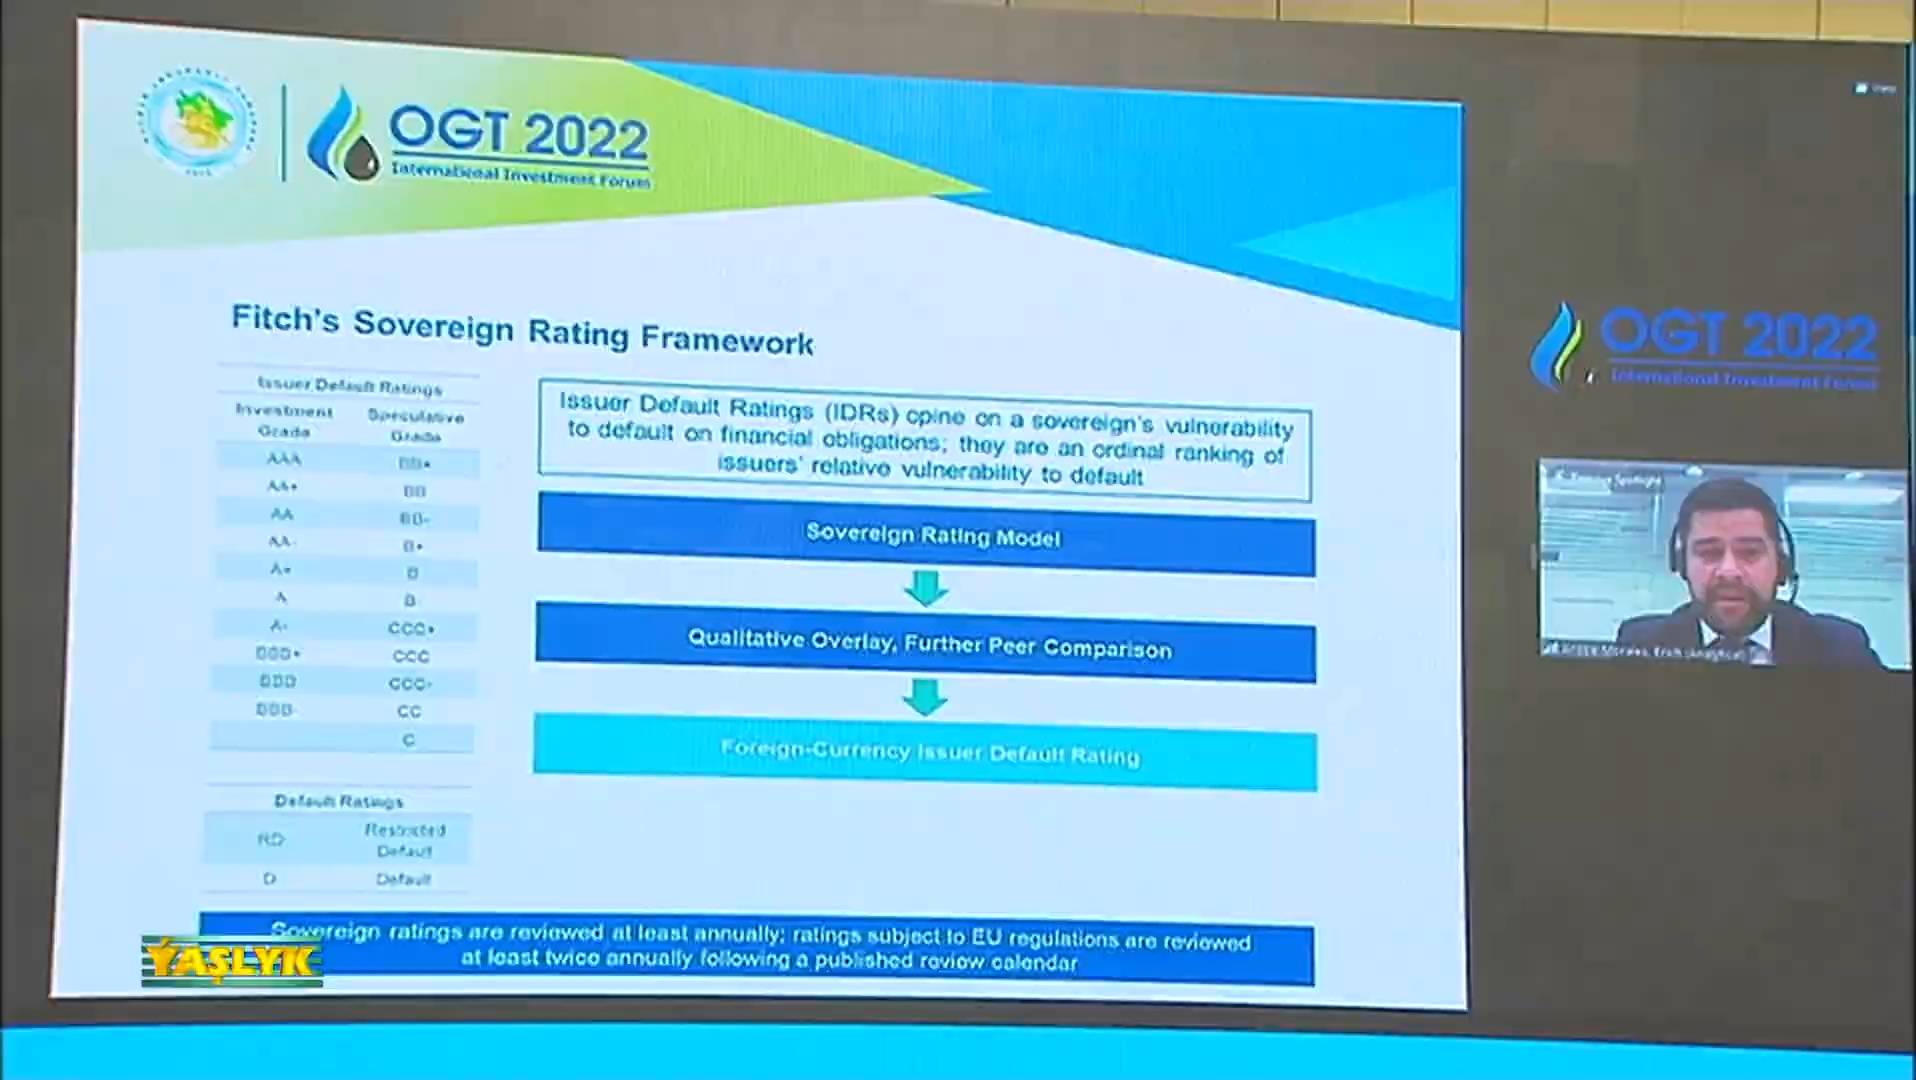 OGT 2022
International Investment Forum
Fitch's Sovereign Rating Framework
Issuer Default Ratings
Investment Grade
Speculative Grade
AAA BB+
AA+ BB
AA BB-
AA- B+
A+ B
A B-
A- CCC+
BBB+ CCC
BBB CCC-
BBB- CC
C
Default Ratings
RD Restricted Default
D Default
Issuer Default Ratings (IDRs) opine on a sovereign's vulnerability
to default on financial obligations; they are an ordinal ranking of
issuers' relative vulnerability to default
Sovereign Rating Model
Qualitative Overlay, Further Peer Comparison
Foreign-Currency Issuer Default Rating
Sovereign ratings are reviewed at least annually; ratings subject to EU regulations are reviewed
at least twice annually following a published review calendar
ÝAŞLYK
OGT 2022
International Investment Forum